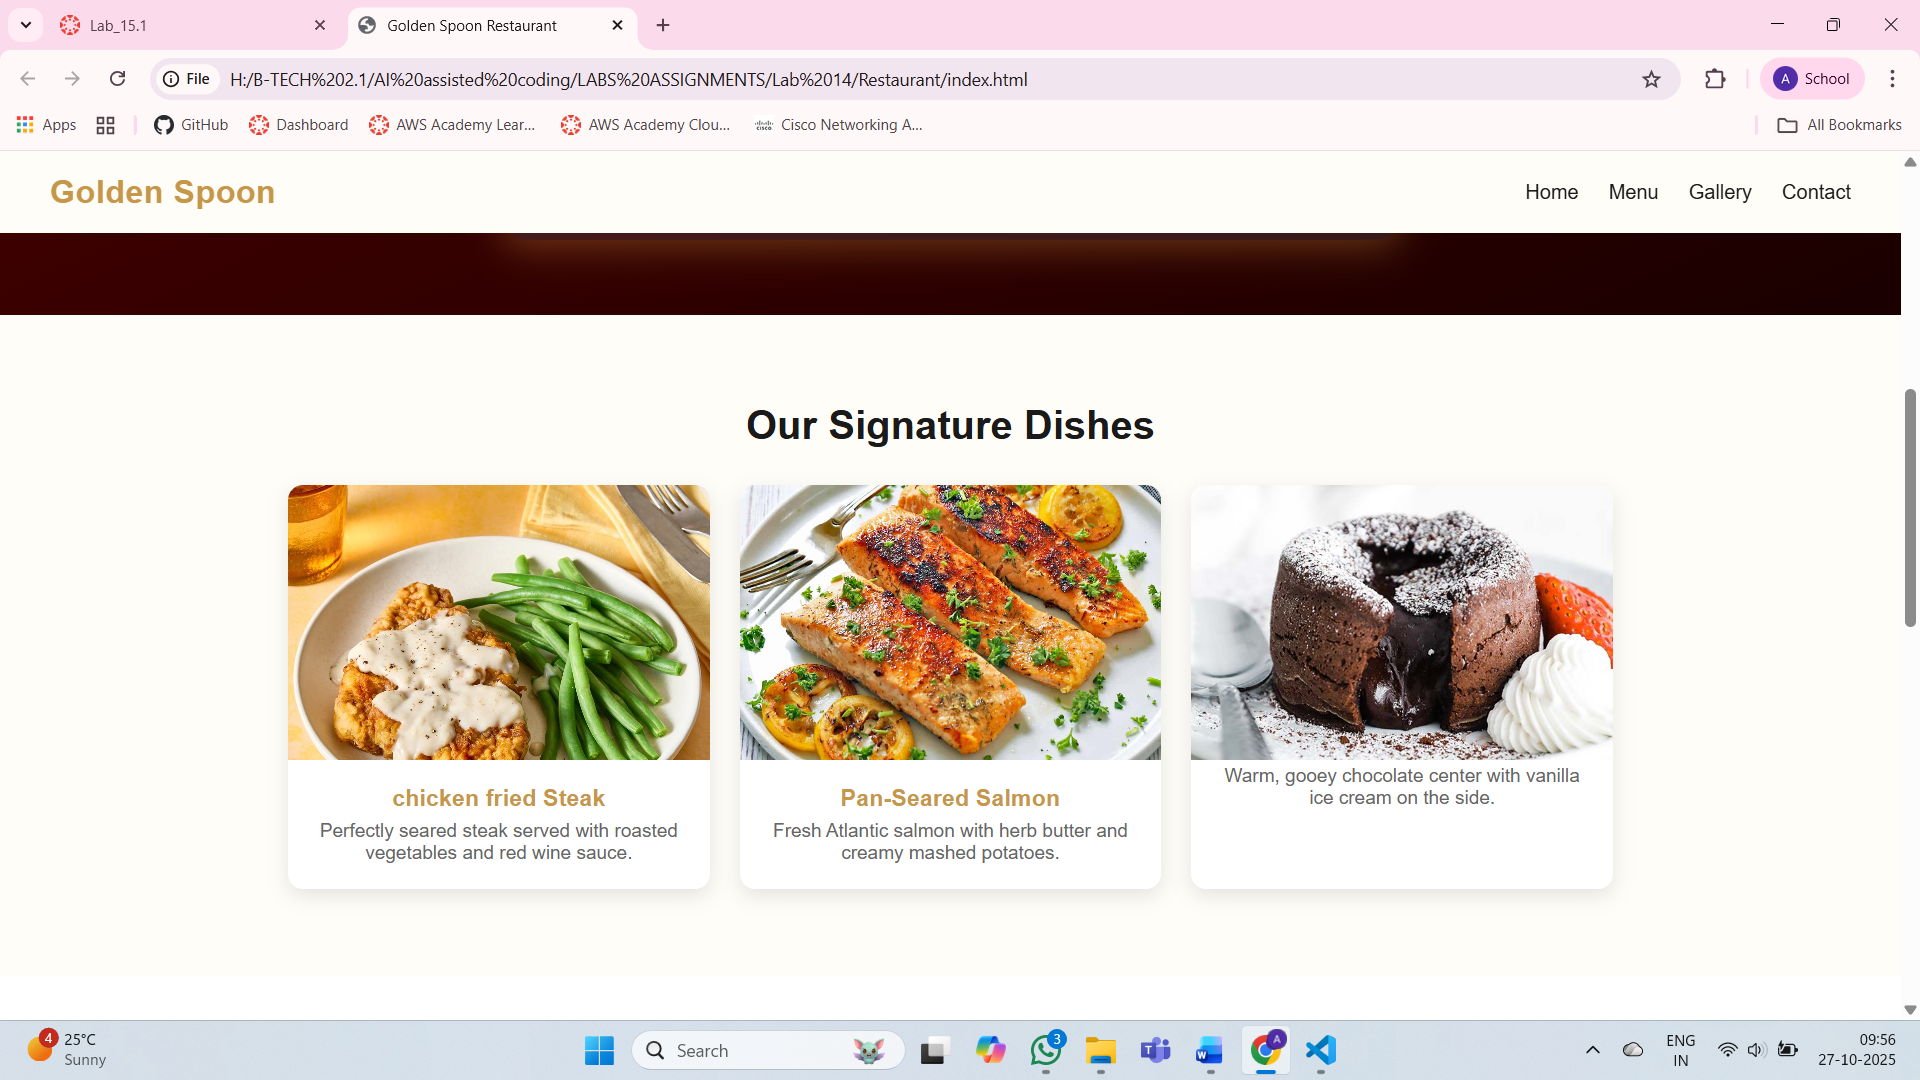 Lab_15.1
Golden Spoon Restaurant
File
H:/B-TECH%202.1/AI%20assisted%20coding/LABS%20ASSIGNMENTS/Lab%2014/Restaurant/index.html
A
School
Apps
GitHub
Dashboard
AWS Academy Lear...
AWS Academy Clou...
cisco
Cisco Networking A...
All Bookmarks
Golden Spoon
Home
Menu
Gallery
Contact
Our Signature Dishes
chicken fried Steak
Perfectly seared steak served with roasted
vegetables and red wine sauce.
Pan-Seared Salmon
Fresh Atlantic salmon with herb butter and
creamy mashed potatoes.
Warm, gooey chocolate center with vanilla
ice cream on the side.
4
25°C
Sunny
Search
3
T
W
A
ENG
IN
09:56
27-10-2025